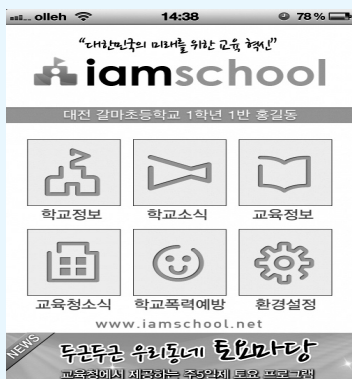 olleh 14:38 78%
"대한민국의 미래를 위한 교육 혁신"
iamschool
대전 갈마초등학교 1학년 1반 홍길동
학교정보 학교소식 교육정보
교육청소식 학교폭력예방 환경설정
www.iamschool.net
NEWS
두근두근 우리동네 토요마당
교육청에서 제공하는 주5일제 토요 프로그램